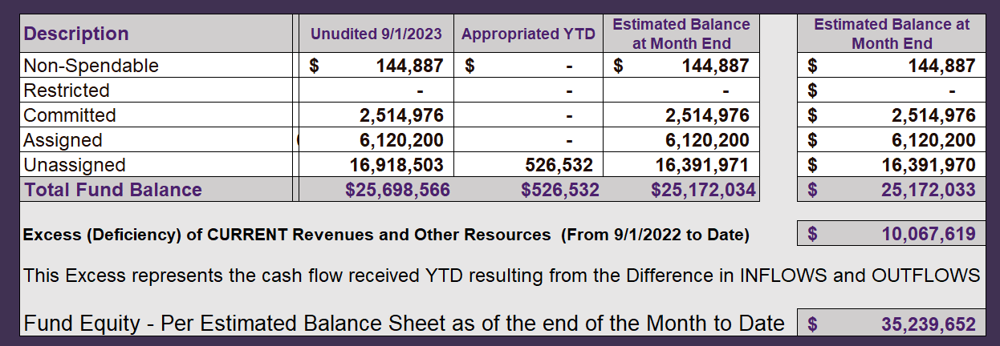 Description Unudited 9/1/2023 Appropriated YTD Estimated Balance at Month End Estimated Balance at Month End
Non-Spendable $ 144,887 $ - $ 144,887 $ 144,887
Restricted - - - $ -
Committed 2,514,976 - 2,514,976 $ 2,514,976
Assigned ( 6,120,200 - 6,120,200 $ 6,120,200
Unassigned 16,918,503 526,532 16,391,971 $ 16,391,970
Total Fund Balance $25,698,566 $526,532 $25,172,034 $ 25,172,033
Excess (Deficiency) of CURRENT Revenues and Other Resources (From 9/1/2022 to Date) $ 10,067,619
This Excess represents the cash flow received YTD resulting from the Difference in INFLOWS and OUTFLOWS
Fund Equity - Per Estimated Balance Sheet as of the end of the Month to Date $ 35,239,652